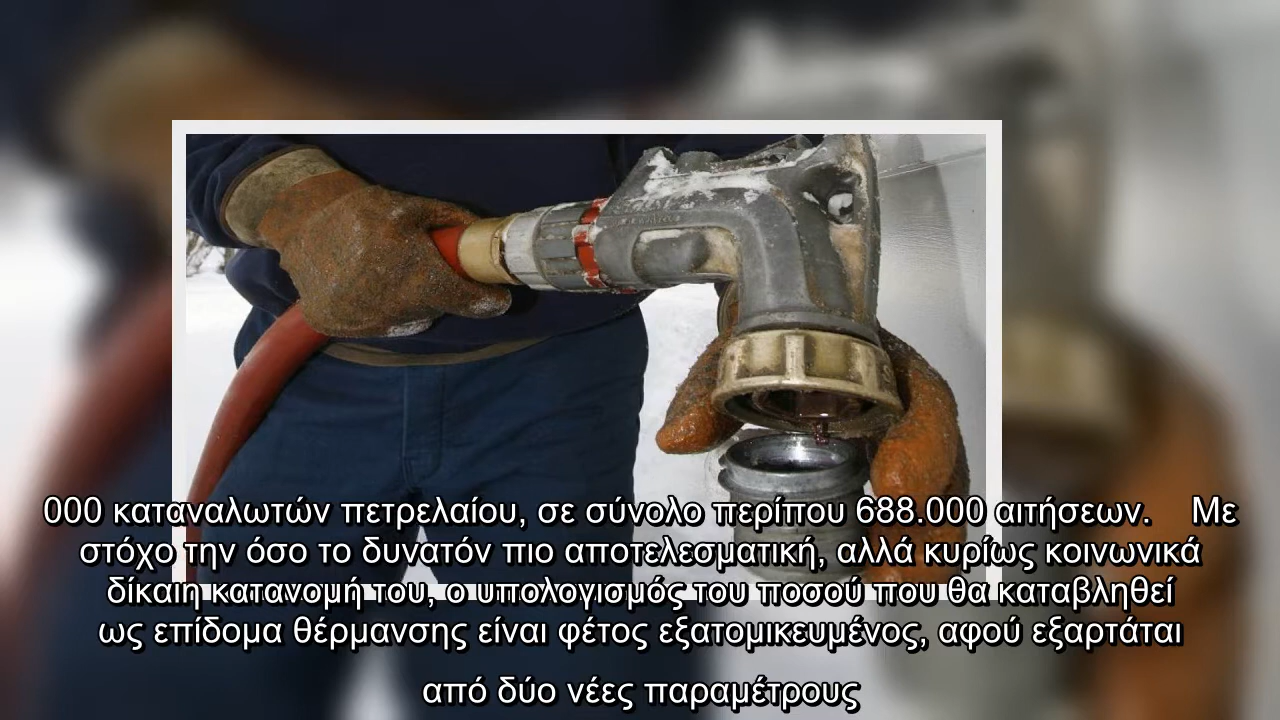 000 καταναλωτών πετρελαίου, σε σύνολο περίπου 688.000 αιτήσεων. Με
στόχο την όσο το δυνατόν πιο αποτελεσματική, αλλά κυρίως κοινωνικά
δίκαιη κατανομή του, ο υπολογισμός του ποσού που θα καταβληθεί
ως επίδομα θέρμανσης είναι φέτος εξατομικευμένος, αφού εξαρτάται
από δύο νέες παραμέτρους